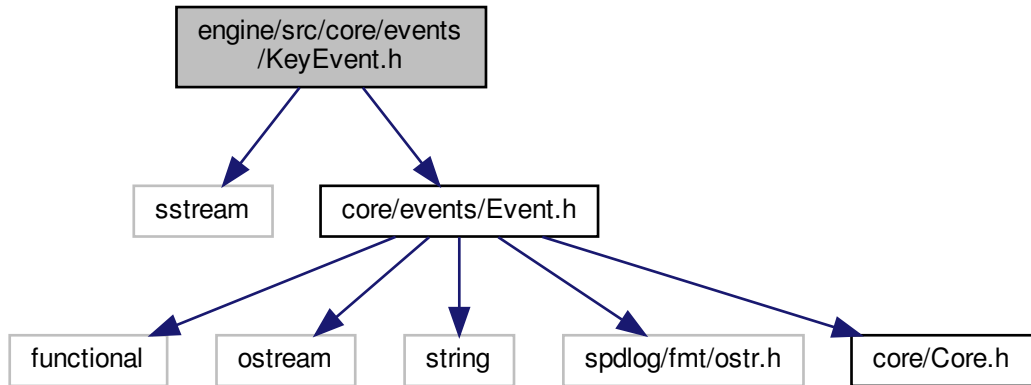 engine/src/core/events
/KeyEvent.h
sstream
core/events/Event.h
functional
ostream
string
spdlog/fmt/ostr.h
core/Core.h